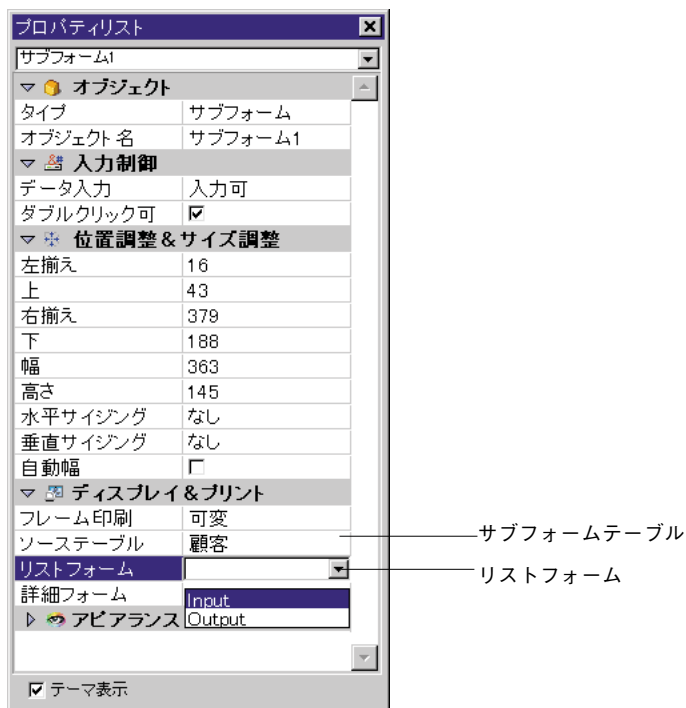 プロパティリスト
サブフォーム1
オブジェクト
タイプ サブフォーム
オブジェクト名 サブフォーム1
入力制御
データ入力 入力可
ダブルクリック可
位置調整&サイズ調整
左揃え 16
上 43
右揃え 379
下 188
幅 363
高さ 145
水平サイジング なし
垂直サイジング なし
自動幅
ディスプレイ&プリント
フレーム印刷 可変
ソーステーブル 顧客 サブフォームテーブル
リストフォーム リストフォーム
詳細フォーム Input
アピアランス Output
テーマ表示